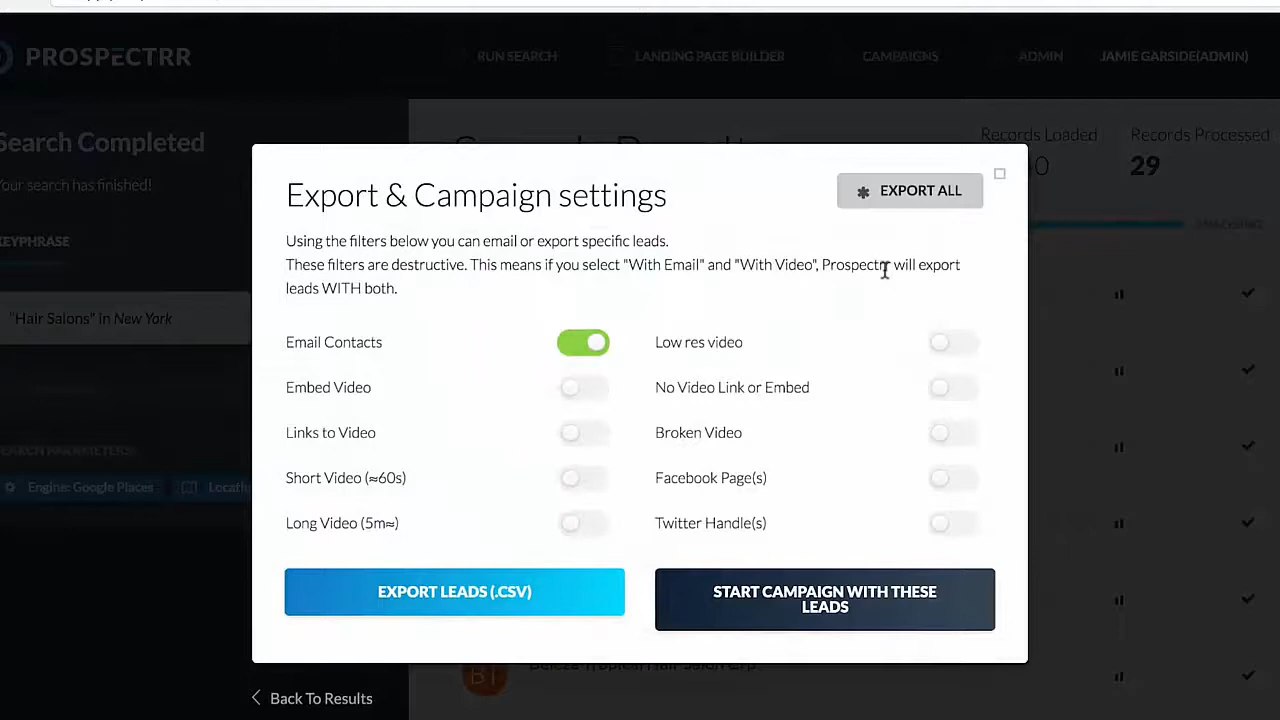 PROSPECTRR
RUN SEARCH
LANDING PAGE BUILDER
CAMPAIGNS
ADMIN
JAMIE GARSIDE(ADMIN)
Search Completed
Your search has finished!
Records Loaded
Records Processed
29
KEYPHRASE
"Hair Salons" in New York
Engine: Google Places
Export & Campaign settings
EXPORT ALL
Using the filters below you can email or export specific leads.
These filters are destructive. This means if you select "With Email" and "With Video", Prospectrr will export
leads WITH both.
Email Contacts
Low res video
Embed Video
No Video Link or Embed
Links to Video
Broken Video
Short Video (≈60s)
Facebook Page(s)
Long Video (5m≈)
Twitter Handle(s)
EXPORT LEADS (.CSV)
START CAMPAIGN WITH THESE
LEADS
BT
Back To Results